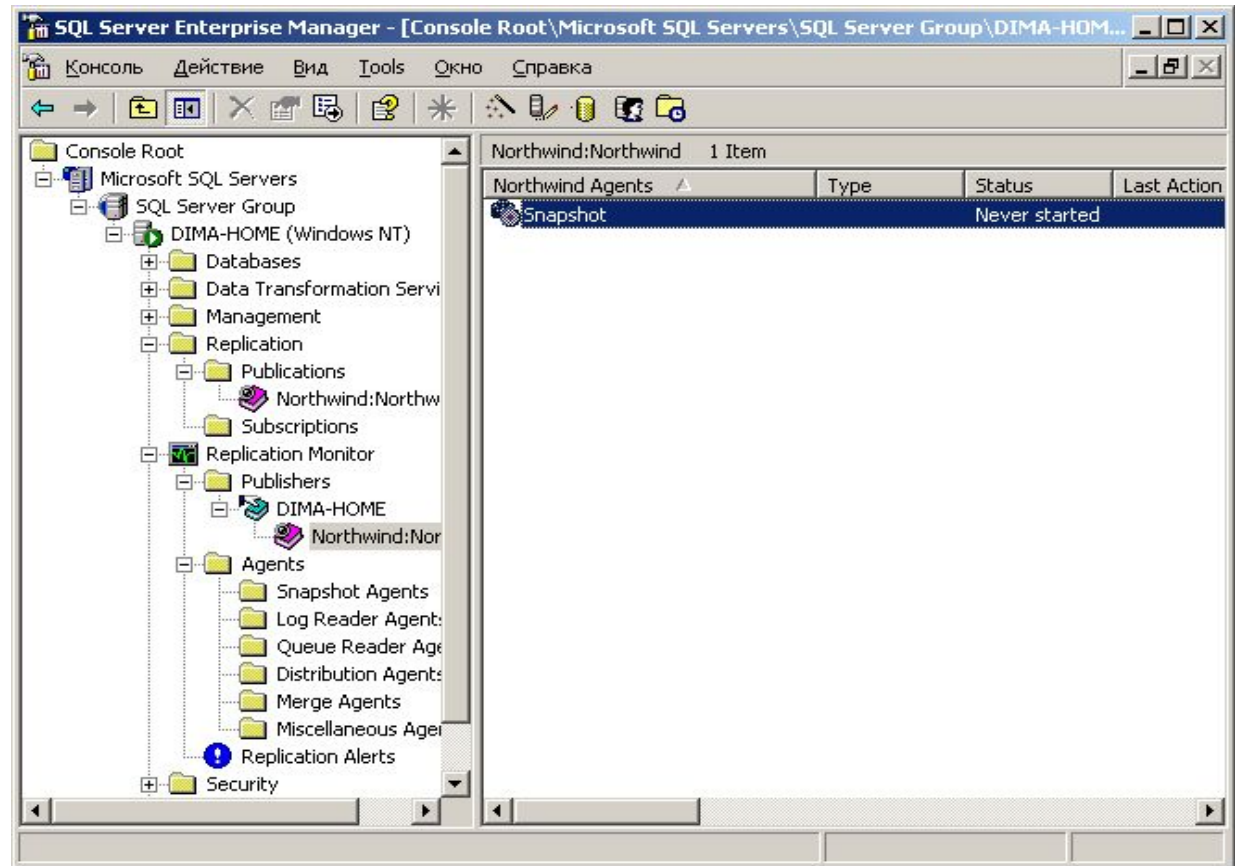 SQL Server Enterprise Manager - [Console Root\Microsoft SQL Servers\SQL Server Group\DIMA-HOM...
Консоль Действие Вид Tools Окно Справка
Console Root
Microsoft SQL Servers
SQL Server Group
DIMA-HOME (Windows NT)
Databases
Data Transformation Servi
Management
Replication
Publications
Northwind:Northw
Subscriptions
Replication Monitor
Publishers
DIMA-HOME
Northwind:Nor
Agents
Snapshot Agents
Log Reader Agent
Queue Reader Age
Distribution Agents
Merge Agents
Miscellaneous Age
Replication Alerts
Security
Northwind:Northwind 1 Item
Northwind Agents Type Status Last Action
Snapshot Never started